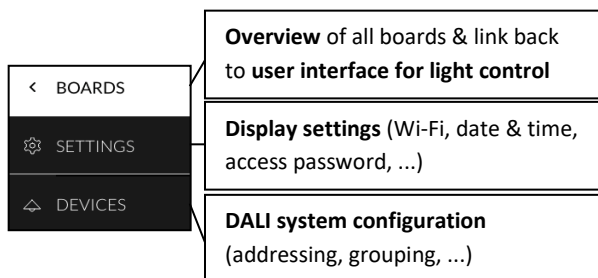 Overview of all boards & link back
to user interface for light control
< BOARDS
Display settings (Wi-Fi, date & time,
access password, ...)
SETTINGS
DALI system configuration
(addressing, grouping, ...)
DEVICES